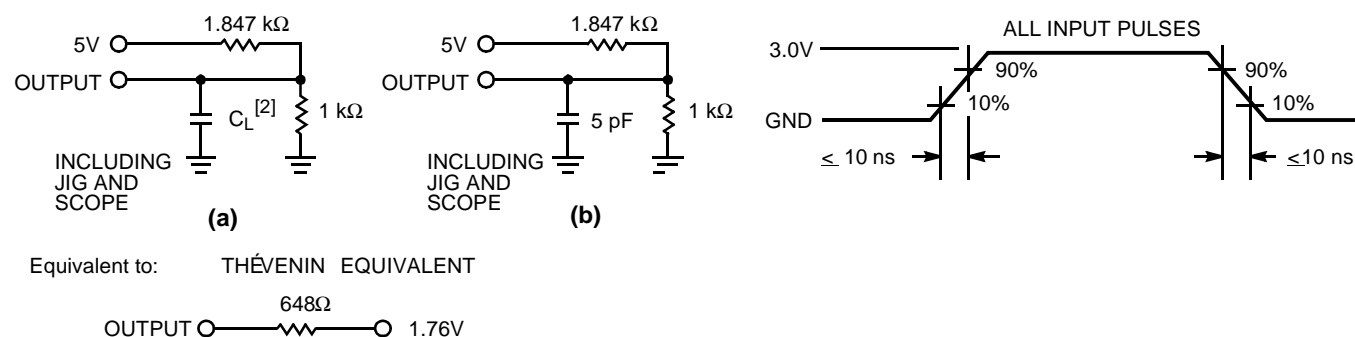 1.847 kΩ
5V
OUTPUT
C_L[2]
1 kΩ
INCLUDING
JIG AND
SCOPE
(a)
1.847 kΩ
5V
OUTPUT
5 pF
1 kΩ
INCLUDING
JIG AND
SCOPE
(b)
ALL INPUT PULSES
3.0V
90%
90%
10%
10%
GND
≤ 10 ns
≤10 ns
Equivalent to: THÉVENIN EQUIVALENT
648Ω
OUTPUT
1.76V